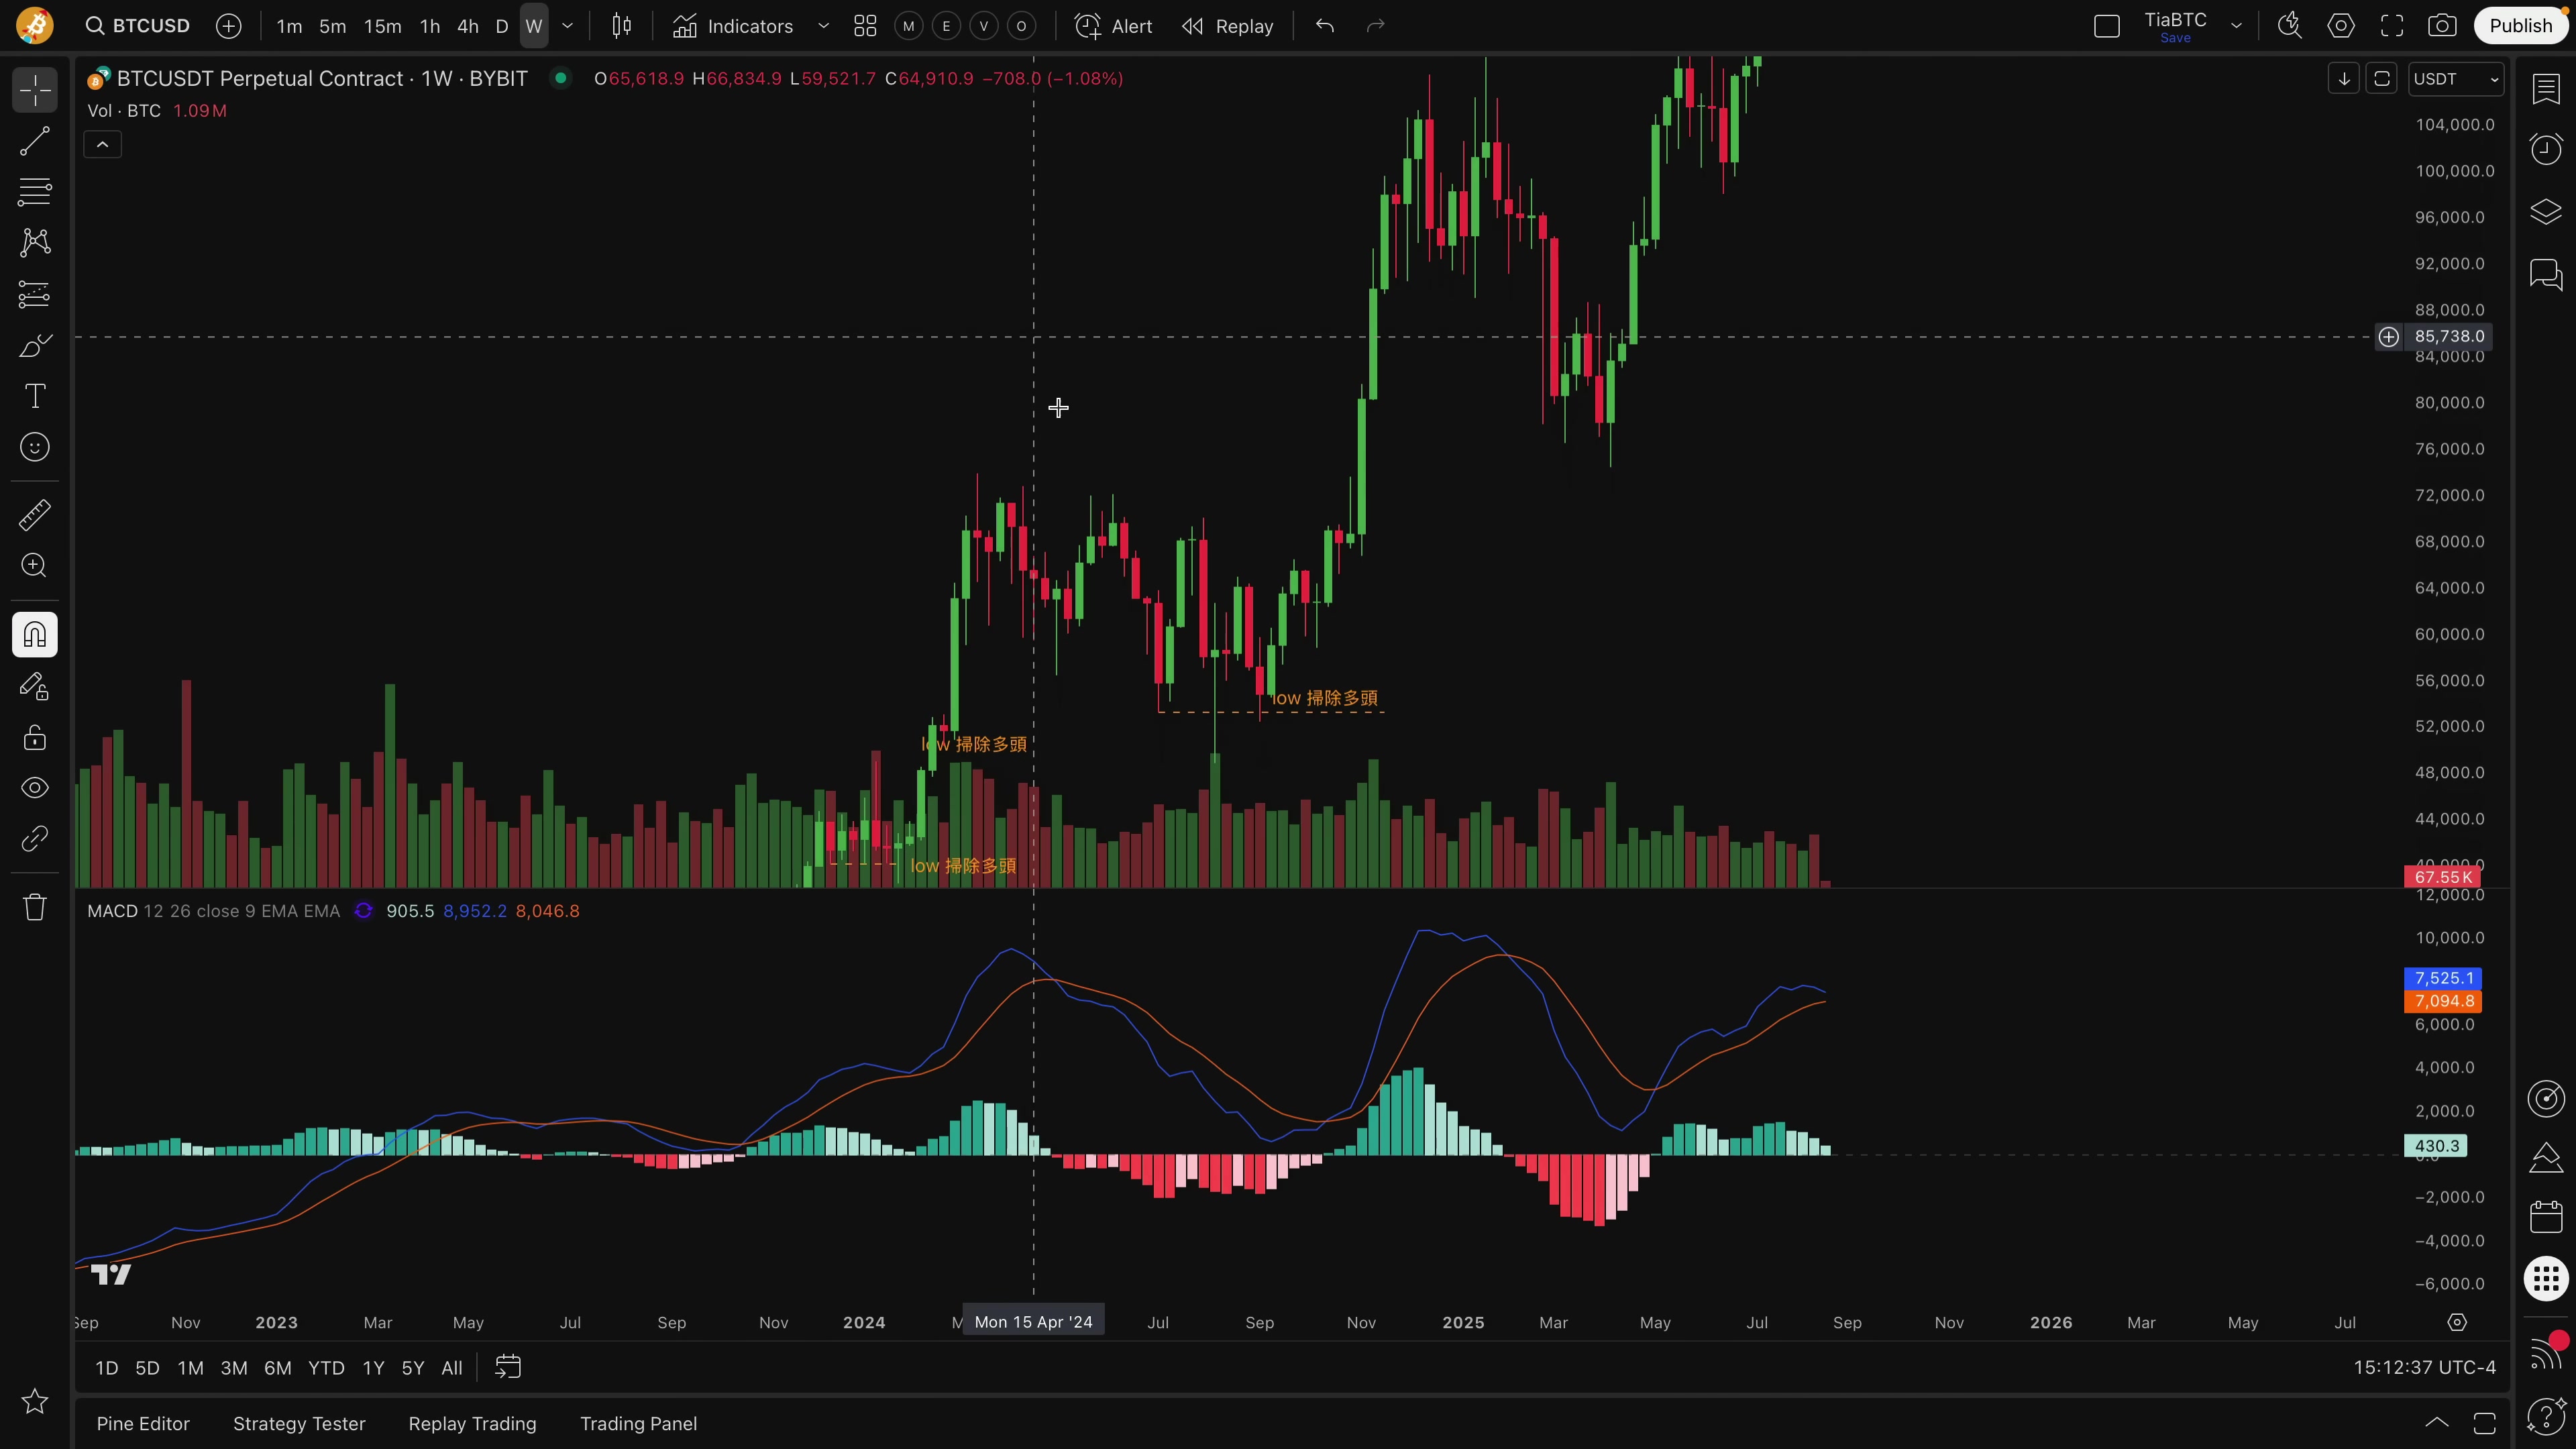 BTCUSD 1m 5m 15m 1h 4h D W Indicators M E V O Alert Replay TiaBTC Save Publish
BTCUSDT Perpetual Contract · 1W · BYBIT O65,618.9 H66,834.9 L59,521.7 C64,910.9 −708.0 (−1.08%) USDT
Vol · BTC 1.09M
104,000.0
100,000.0
96,000.0
92,000.0
88,000.0
85,738.0
84,000.0
80,000.0
76,000.0
72,000.0
68,000.0
64,000.0
60,000.0
56,000.0
low 掃除多頭
52,000.0
low 掃除多頭
48,000.0
44,000.0
low 掃除多頭
40,000.0
67.55K
12,000.0
MACD 12 26 close 9 EMA EMA 905.5 8,952.2 8,046.8
10,000.0
7,525.1
7,094.8
6,000.0
4,000.0
2,000.0
430.3
−2,000.0
−4,000.0
−6,000.0
Sep Nov 2023 Mar May Jul Sep Nov 2024 Mon 15 Apr '24 Jul Sep Nov 2025 Mar May Jul Sep Nov 2026 Mar May Jul
1D 5D 1M 3M 6M YTD 1Y 5Y All 15:12:37 UTC-4
Pine Editor Strategy Tester Replay Trading Trading Panel